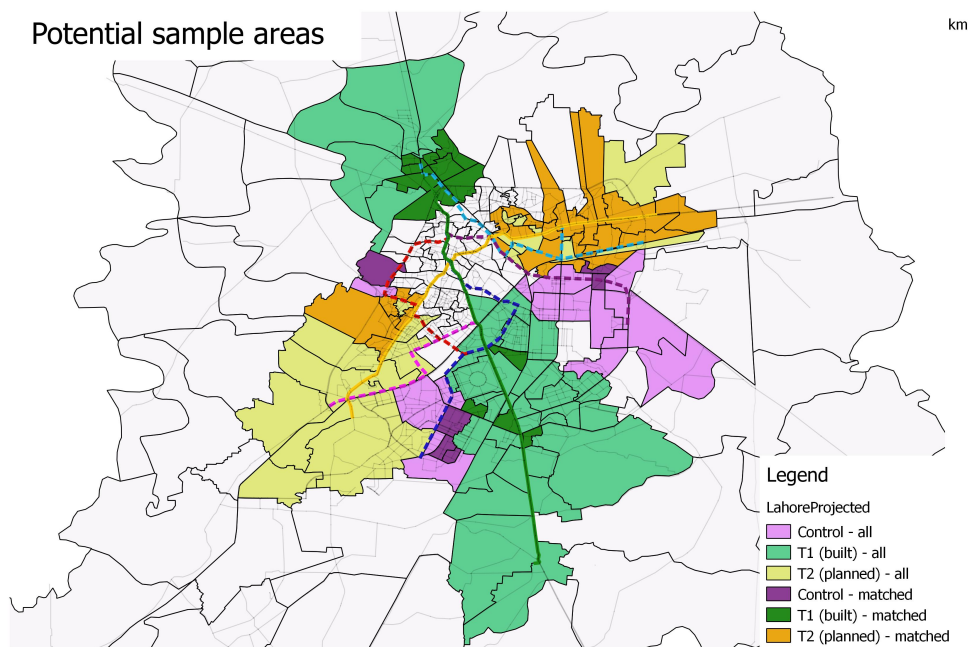 Potential sample areas
km
Legend
LahoreProjected
Control - all
T1 (built) - all
T2 (planned) - all
Control - matched
T1 (built) - matched
T2 (planned) - matched